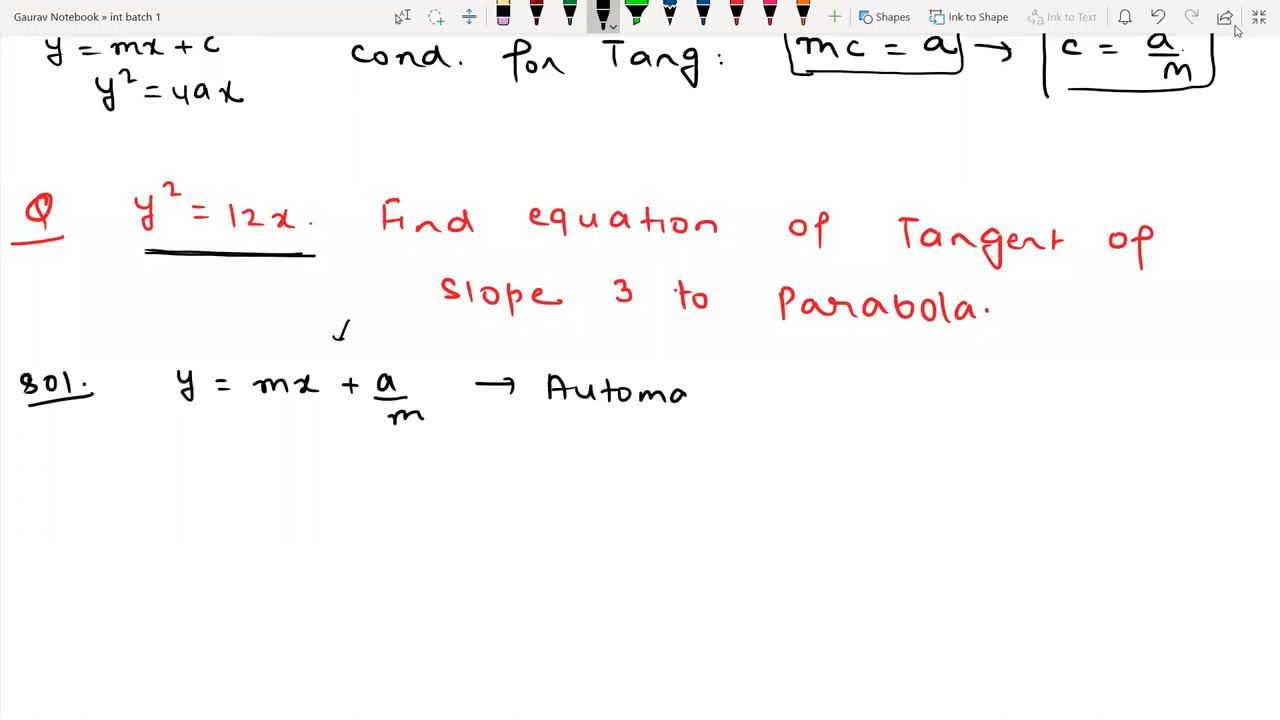 Gaurav Notebook » int batch 1
Shapes Ink to Shape Ink to Text
y = mx + c cond. for Tang: mc = a → c = a/m
y² = 4ax
Q y² = 12x. Find equation of Tangent of
slope 3 to Parabola.
Sol. y = mx + a/m → Automa